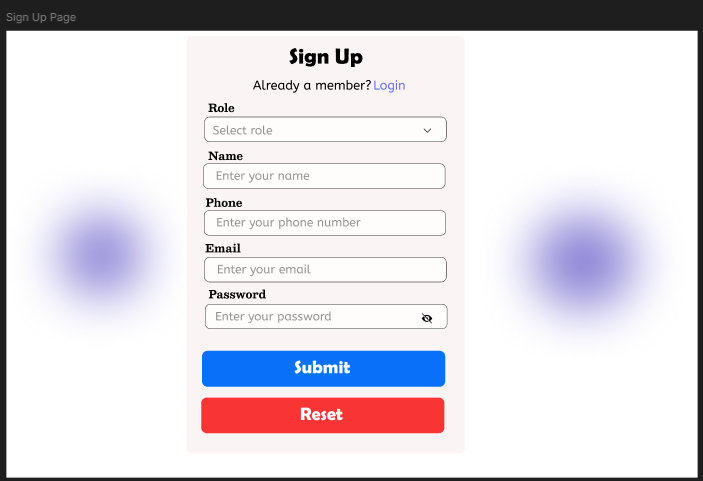 Sign Up Page
Sign Up
Already a member? Login
Role
Select role
Name
Enter your name
Phone
Enter your phone number
Email
Enter your email
Password
Enter your password
Submit
Reset